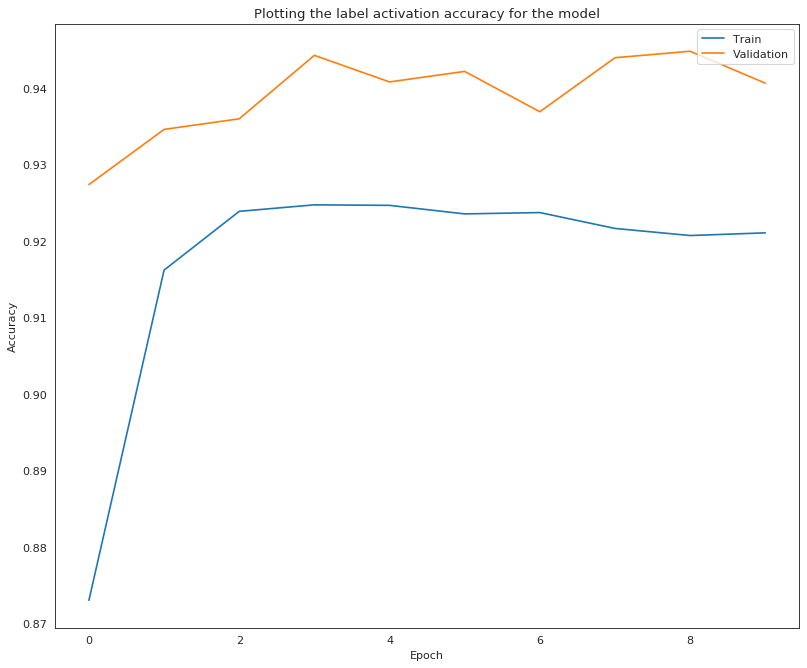 Plotting the label activation accuracy for the model
Train
Validation
0.94
0.93
0.92
0.91
0.90
0.89
0.88
0.87
Accuracy
0 2 4 6 8
Epoch